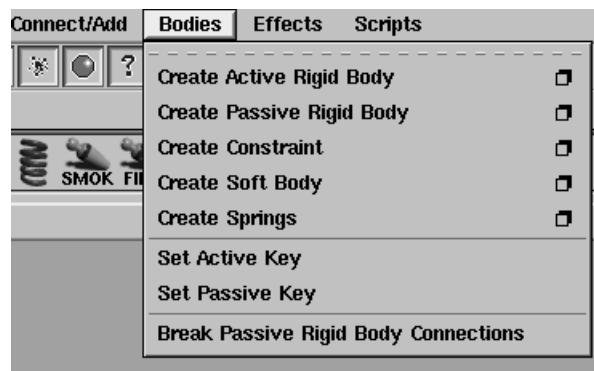 Connect/Add Bodies Effects Scripts
?
Create Active Rigid Body
Create Passive Rigid Body
Create Constraint
SMOK FI
Create Soft Body
Create Springs
Set Active Key
Set Passive Key
Break Passive Rigid Body Connections